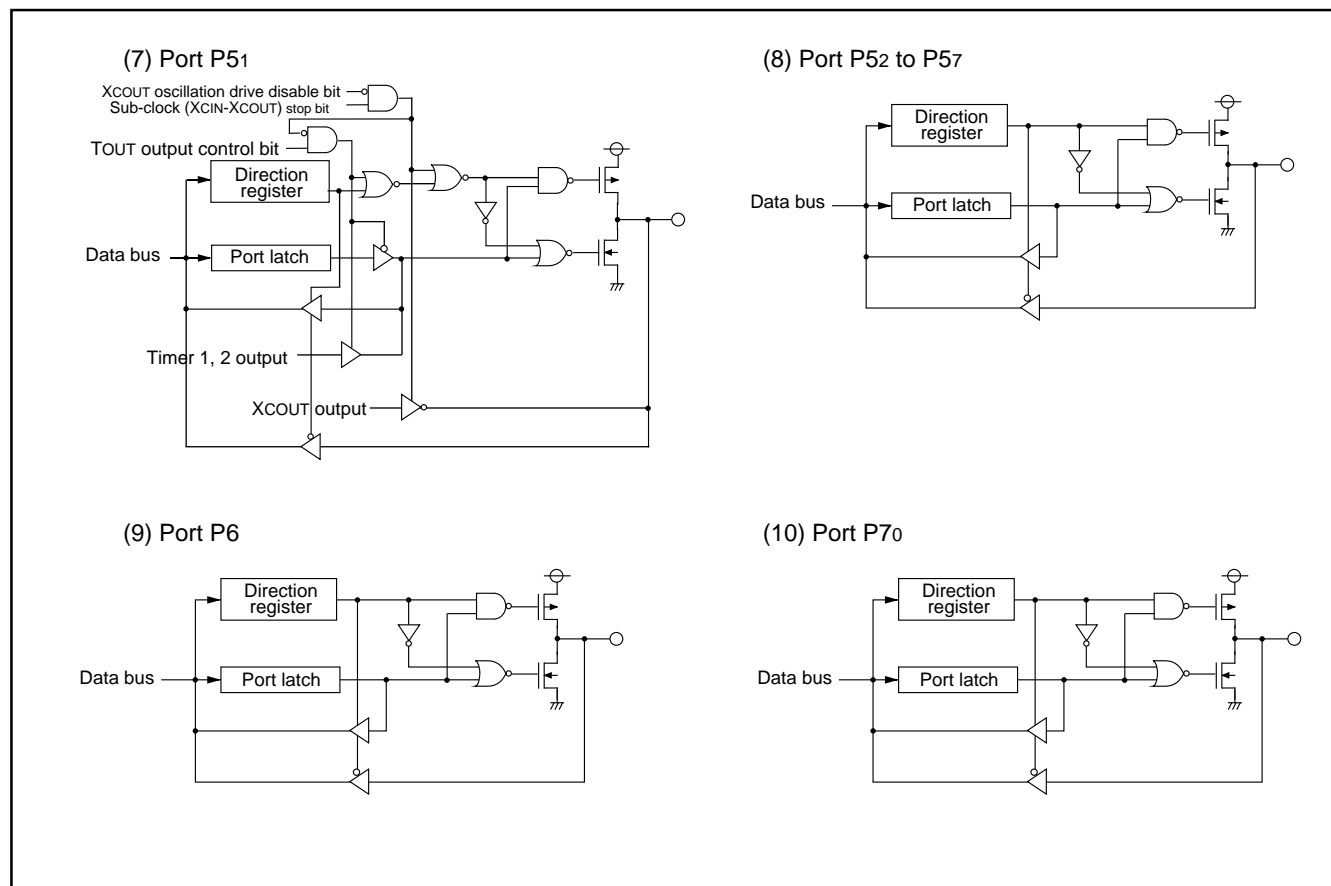 (7) Port P51
XCOUT oscillation drive disable bit
Sub-clock (XCIN-XCOUT) stop bit
TOUT output control bit
Direction
register
Data bus
Port latch
Timer 1, 2 output
XCOUT output
(8) Port P52 to P57
Direction
register
Data bus
Port latch
(9) Port P6
Direction
register
Data bus
Port latch
(10) Port P70
Direction
register
Data bus
Port latch